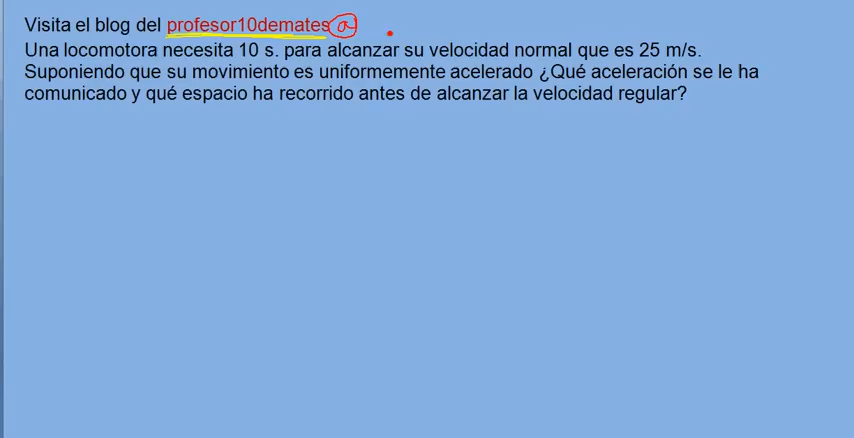 Visita el blog del profesor10demates @
Una locomotora necesita 10 s. para alcanzar su velocidad normal que es 25 m/s.
Suponiendo que su movimiento es uniformemente acelerado ¿Qué aceleración se le ha
comunicado y qué espacio ha recorrido antes de alcanzar la velocidad regular?